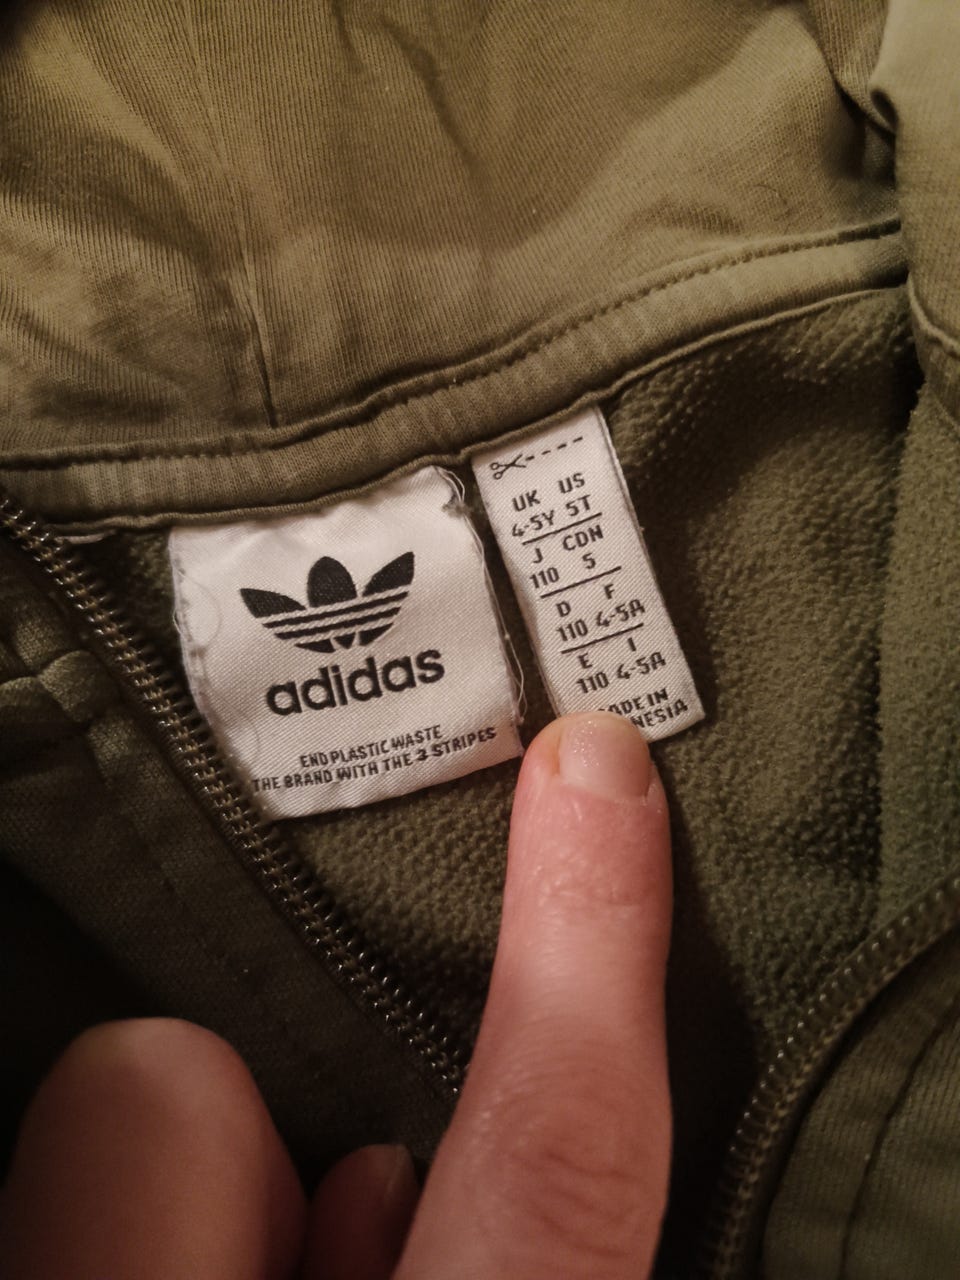 adidas
END PLASTIC WASTE
THE BRAND WITH THE 3 STRIPES
UK US
4-5Y 5T
J CDN
110 S
D F
110 4-5A
E I
110 4-5A
IN